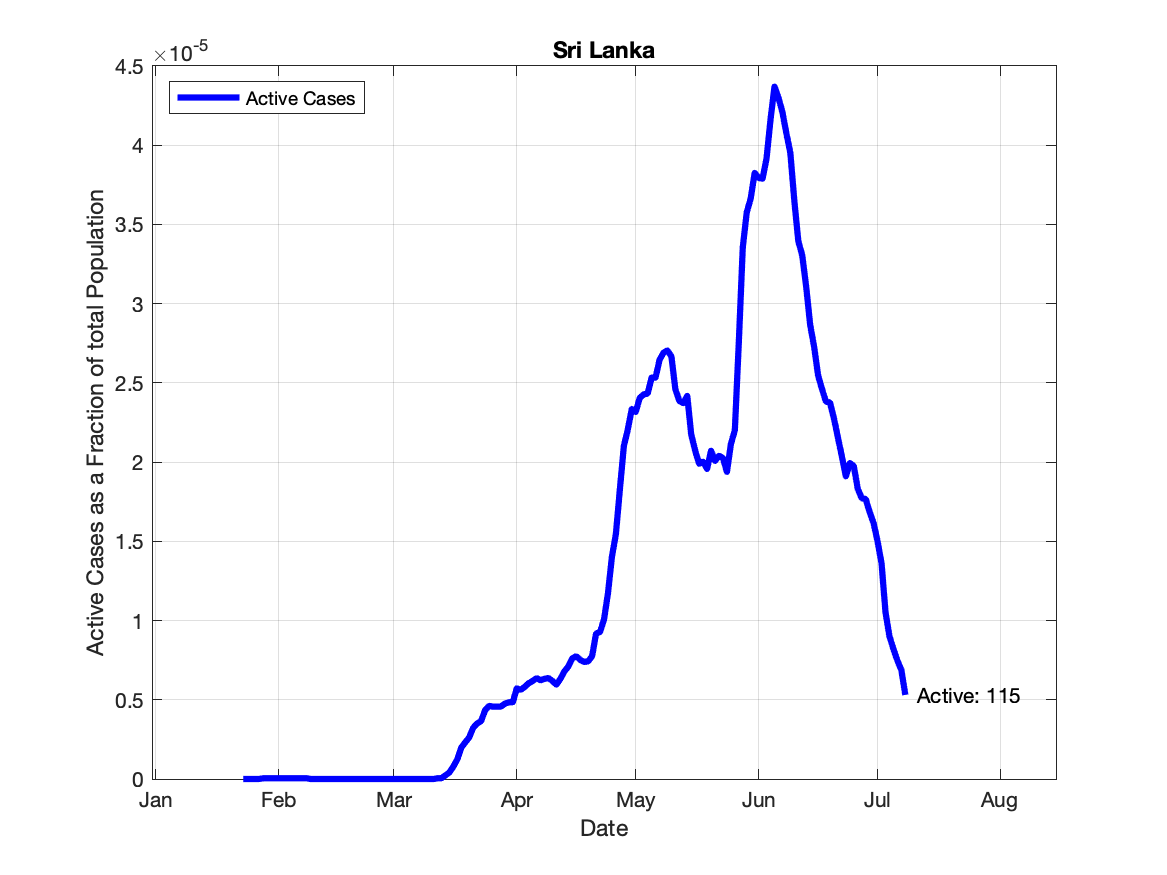 Sri Lanka
×10-5
Active Cases
4.5
4
3.5
3
2.5
2
1.5
1
0.5
0
Active Cases as a Fraction of total Population
Active: 115
Jan Feb Mar Apr May Jun Jul Aug
Date